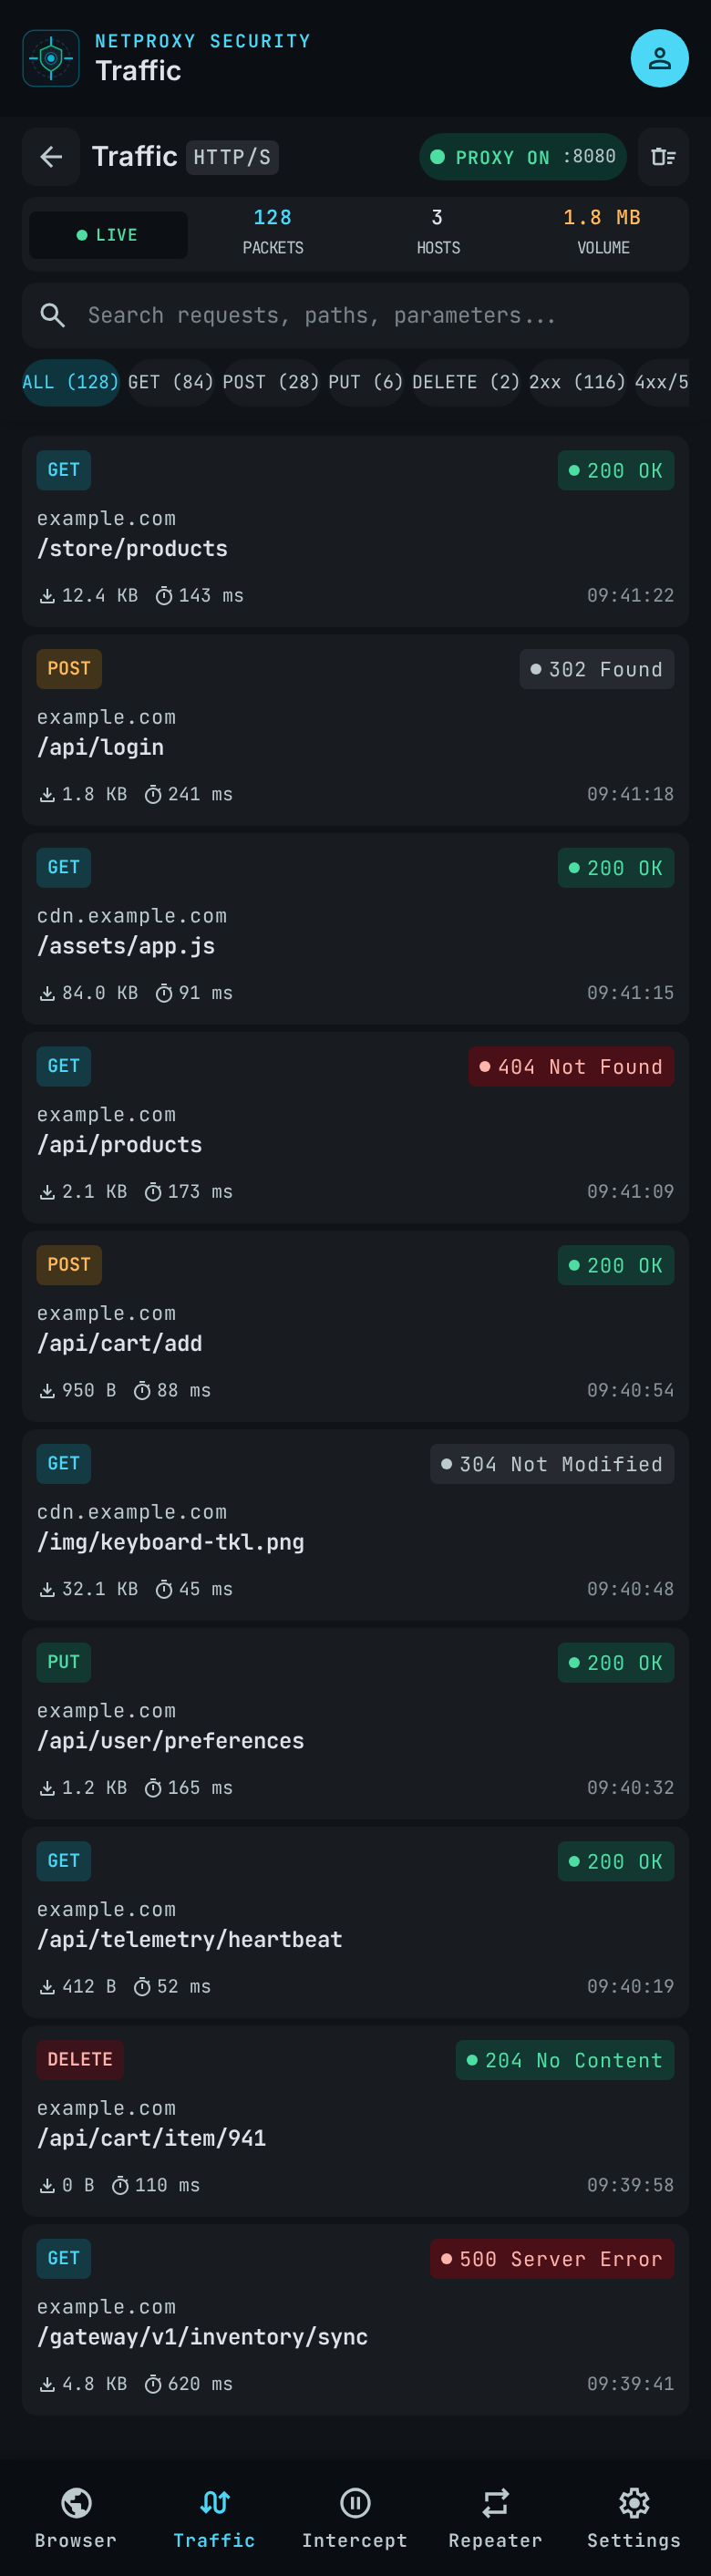 NETPROXY SECURITY
Traffic
Traffic HTTP/S PROXY ON :8080
LIVE
128 3 1.8 MB
PACKETS HOSTS VOLUME
Search requests, paths, parameters...
ALL (128) GET (84) POST (28) PUT (6) DELETE (2) 2xx (116) 4xx/5
GET 200 OK
example.com
/store/products
12.4 KB 143 ms 09:41:22
POST 302 Found
example.com
/api/login
1.8 KB 241 ms 09:41:18
GET 200 OK
cdn.example.com
/assets/app.js
84.0 KB 91 ms 09:41:15
GET 404 Not Found
example.com
/api/products
2.1 KB 173 ms 09:41:09
POST 200 OK
example.com
/api/cart/add
950 B 88 ms 09:40:54
GET 304 Not Modified
cdn.example.com
/img/keyboard-tkl.png
32.1 KB 45 ms 09:40:48
PUT 200 OK
example.com
/api/user/preferences
1.2 KB 165 ms 09:40:32
GET 200 OK
example.com
/api/telemetry/heartbeat
412 B 52 ms 09:40:19
DELETE 204 No Content
example.com
/api/cart/item/941
0 B 110 ms 09:39:58
GET 500 Server Error
example.com
/gateway/v1/inventory/sync
4.8 KB 620 ms 09:39:41
Browser Traffic Intercept Repeater Settings